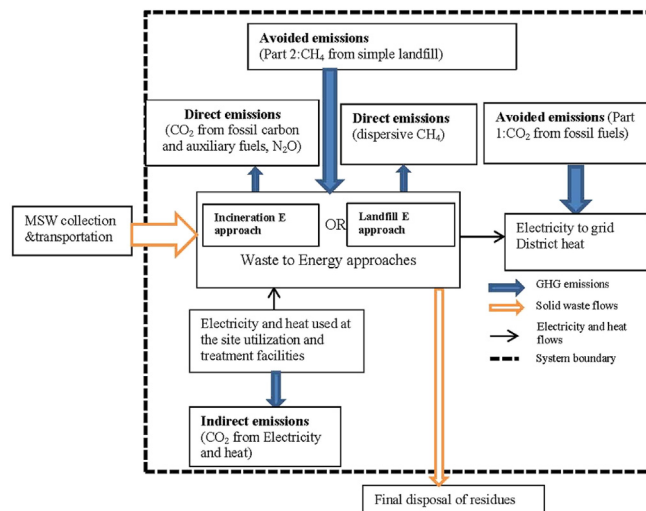 Avoided emissions
(Part 2:CH4 from simple landfill)
Direct emissions
(CO2 from fossil carbon
and auxiliary fuels, N2O)
Direct emissions
(dispersive CH4)
Avoided emissions (Part
1:CO2 from fossil fuels)
MSW collection
&transportation
Incineration E
approach
OR
Landfill E
approach
Waste to Energy approaches
Electricity to grid
District heat
GHG emissions
Solid waste flows
Electricity and heat
flows
System boundary
Electricity and heat used at
the site utilization and
treatment facilities
Indirect emissions
(CO2 from Electricity
and heat)
Final disposal of residues